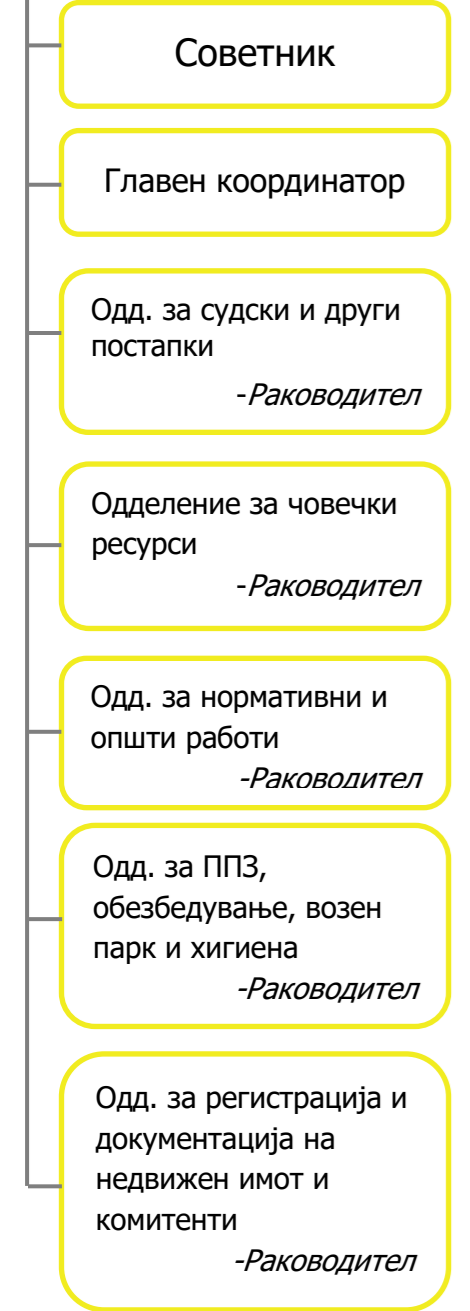 Советник
Главен координатор
Одд. за судски и други
постапки
-Раководител
Одделение за човечки
ресурси
-Раководител
Одд. за нормативни и
општи работи
-Раководител
Одд. за ППЗ,
обезбедување, возен
парк и хигиена
-Раководител
Одд. за регистрација и
документација на
недвижен имот и
комитенти
-Раководител